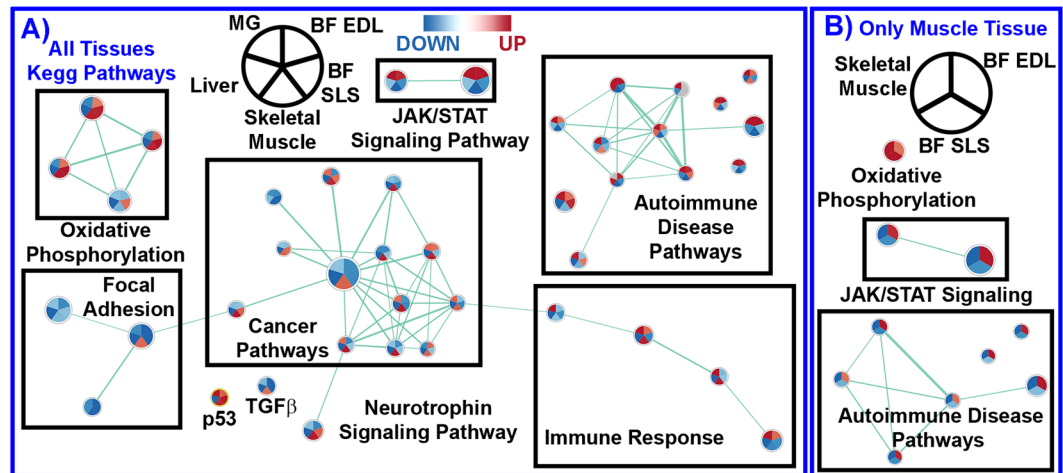 A)
All Tissues
Kegg Pathways
MG
BF EDL
Liver
BF
SLS
Skeletal
Muscle
DOWN
UP
JAK/STAT
Signaling Pathway
Oxidative
Phosphorylation
Focal
Adhesion
Cancer
Pathways
Autoimmune
Disease
Pathways
p53
TGFβ
Neurotrophin
Signaling Pathway
Immune Response
B)
Only Muscle Tissue
Skeletal
Muscle
BF EDL
BF SLS
Oxidative
Phosphorylation
JAK/STAT Signaling
Autoimmune Disease
Pathways